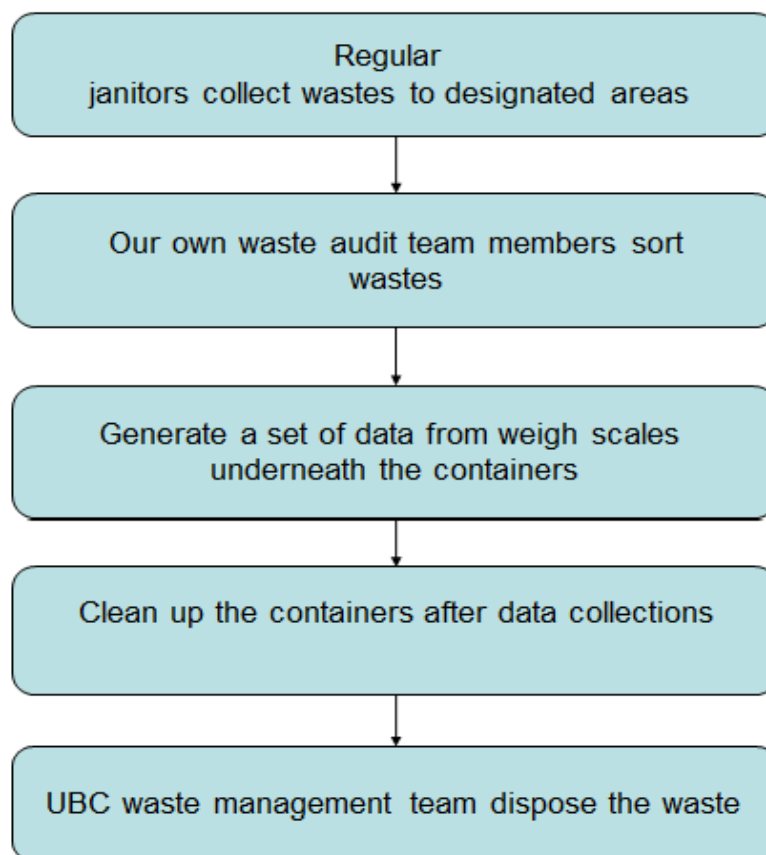 Regular
janitors collect wastes to designated areas
Our own waste audit team members sort
wastes
Generate a set of data from weigh scales
underneath the containers
Clean up the containers after data collections
UBC waste management team dispose the waste